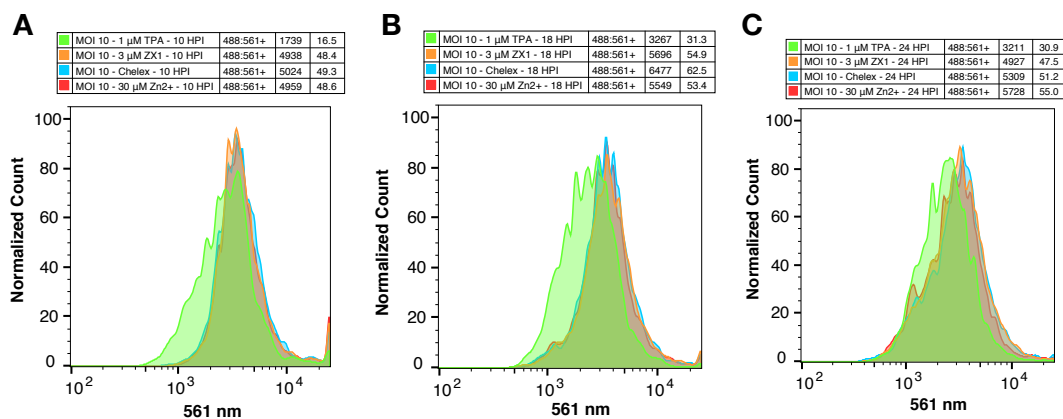 A
MOI 10 - 1 µM TPA - 10 HPI 488:561+ 1739 16.5
MOI 10 - 3 µM ZX1 - 10 HPI 488:561+ 4938 48.4
MOI 10 - Chelex - 10 HPI 488:561+ 5024 49.3
MOI 10 - 30 µM Zn2+ - 10 HPI 488:561+ 4959 48.6
100
80
60
40
20
0
Normalized Count
10^2 10^3 10^4
561 nm
B
MOI 10 - 1 µM TPA - 18 HPI 488:561+ 3267 31.3
MOI 10 - 3 µM ZX1 - 18 HPI 488:561+ 5696 54.9
MOI 10 - Chelex - 18 HPI 488:561+ 6477 62.5
MOI 10 - 30 µM Zn2+ - 18 HPI 488:561+ 5549 53.4
100
80
60
40
20
0
Normalized Count
10^2 10^3 10^4
561 nm
C
MOI 10 - 1 µM TPA - 24 HPI 488:561+ 3211 30.9
MOI 10 - 3 µM ZX1 - 24 HPI 488:561+ 4927 47.5
MOI 10 - Chelex - 24 HPI 488:561+ 5309 51.2
MOI 10 - 30 µM Zn2+ - 24 HPI 488:561+ 5728 55.0
100
80
60
40
20
0
Normalized Count
10^2 10^3 10^4
561 nm